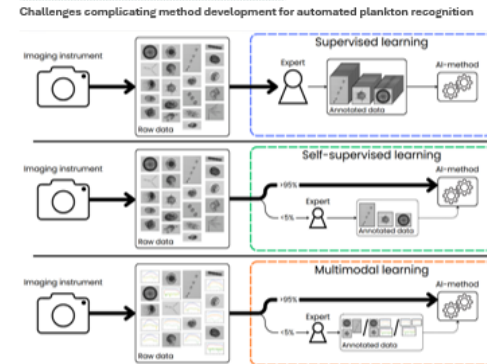 Challenges complicating method development for automated plankton recognition
Supervised learning
Imaging instrument
Expert
AI-method
Raw data
Annotated data
Self-supervised learning
Imaging instrument
AI-method
>95%
Expert
<5%
Raw data
Annotated data
Multimodal learning
Imaging instrument
AI-method
>95%
Expert
<5%
Raw data
Annotated data